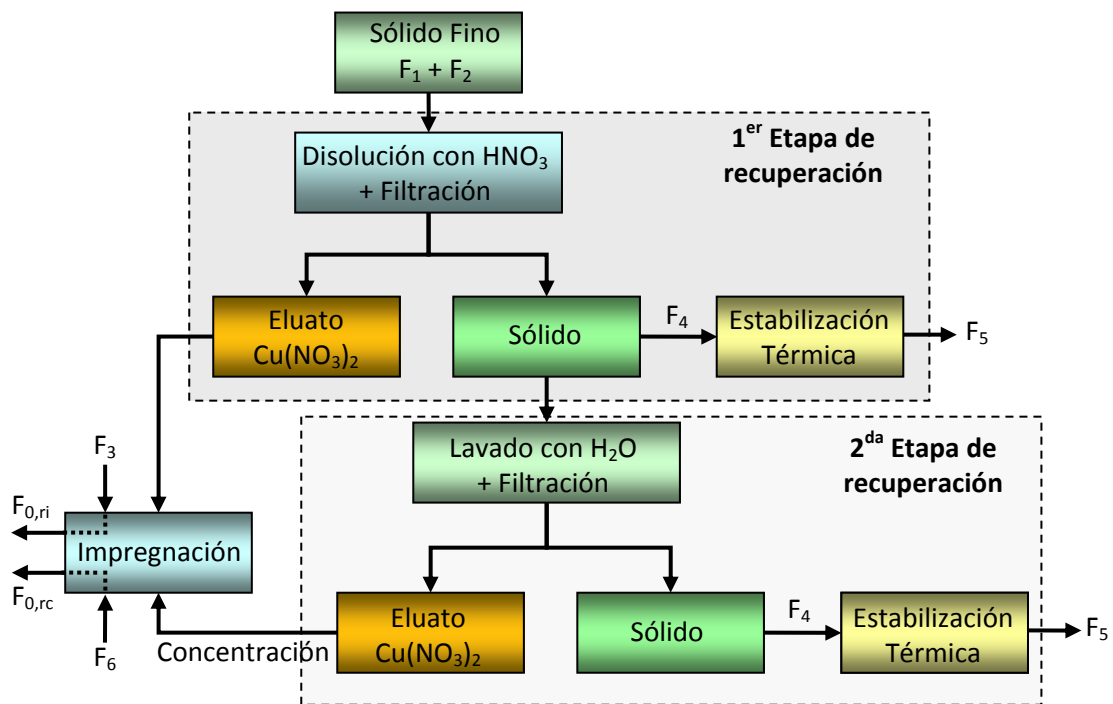 Sólido Fino
F₁ + F₂
1ᵉʳ Etapa de
recuperación
Disolución con HNO₃
+ Filtración
Eluato
Cu(NO₃)₂
Sólido
F₄
Estabilización
Térmica
F₅
Lavado con H₂O
+ Filtración
2ᵈᵃ Etapa de
recuperación
F₃
F₀,ri
Impregnación
F₀,rc
F₆
Concentración
Eluato
Cu(NO₃)₂
Sólido
F₄
Estabilización
Térmica
F₅